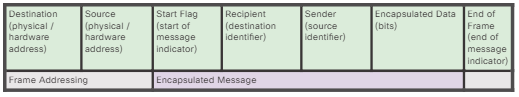 Destination
(physical /
hardware
address)
Source
(physical /
hardware
address)
Start Flag
(start of
message
indicator)
Recipient
(destination
identifier)
Sender
(source
identifier)
Encapsulated Data
(bits)
End of
Frame
(end of
message
indicator)
Frame Addressing
Encapsulated Message